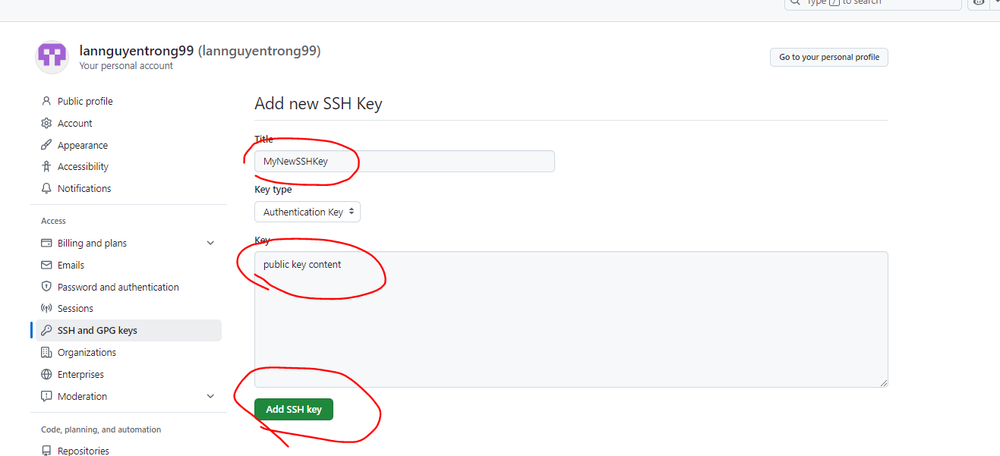 Type / to search
lannguyentrong99 (lannguyentrong99)
Your personal account
Go to your personal profile
Public profile
Account
Appearance
Accessibility
Notifications
Access
Billing and plans
Emails
Password and authentication
Sessions
SSH and GPG keys
Organizations
Enterprises
Moderation
Code, planning, and automation
Repositories
Add new SSH Key
Title
MyNewSSHKey
Key type
Authentication Key
Key
public key content
Add SSH key